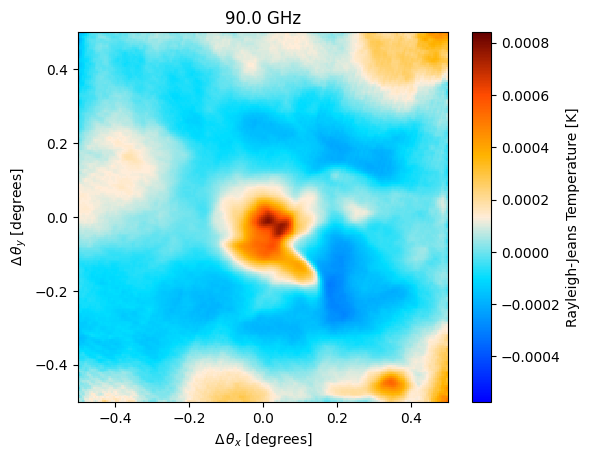 90.0 GHz
0.4
0.2
0.0
−0.2
−0.4
Δ θy [degrees]
−0.4 −0.2 0.0 0.2 0.4
Δ θx [degrees]
0.0008
0.0006
0.0004
0.0002
0.0000
−0.0002
−0.0004
Rayleigh-Jeans Temperature [K]